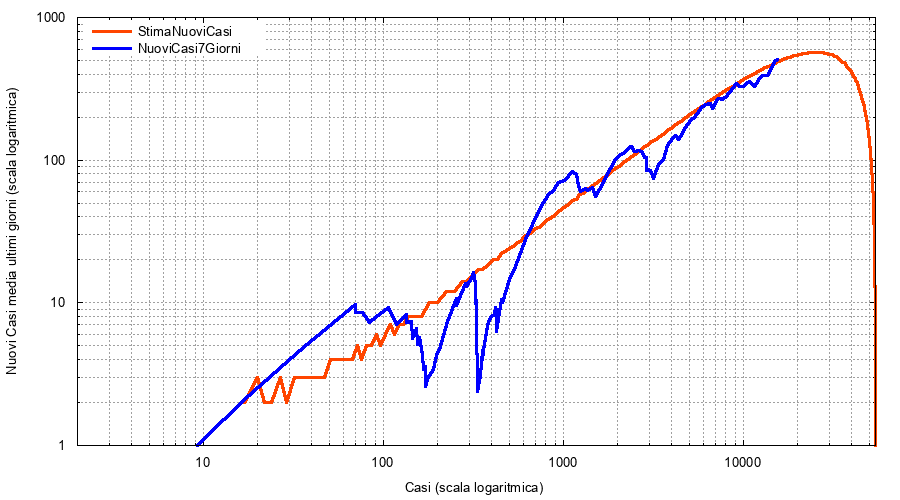 1000
StimaNuoviCasi
NuoviCasi7Giorni
100
10
1
Nuovi Casi media ultimi giorni (scala logaritmica)
10 100 1000 10000
Casi (scala logaritmica)